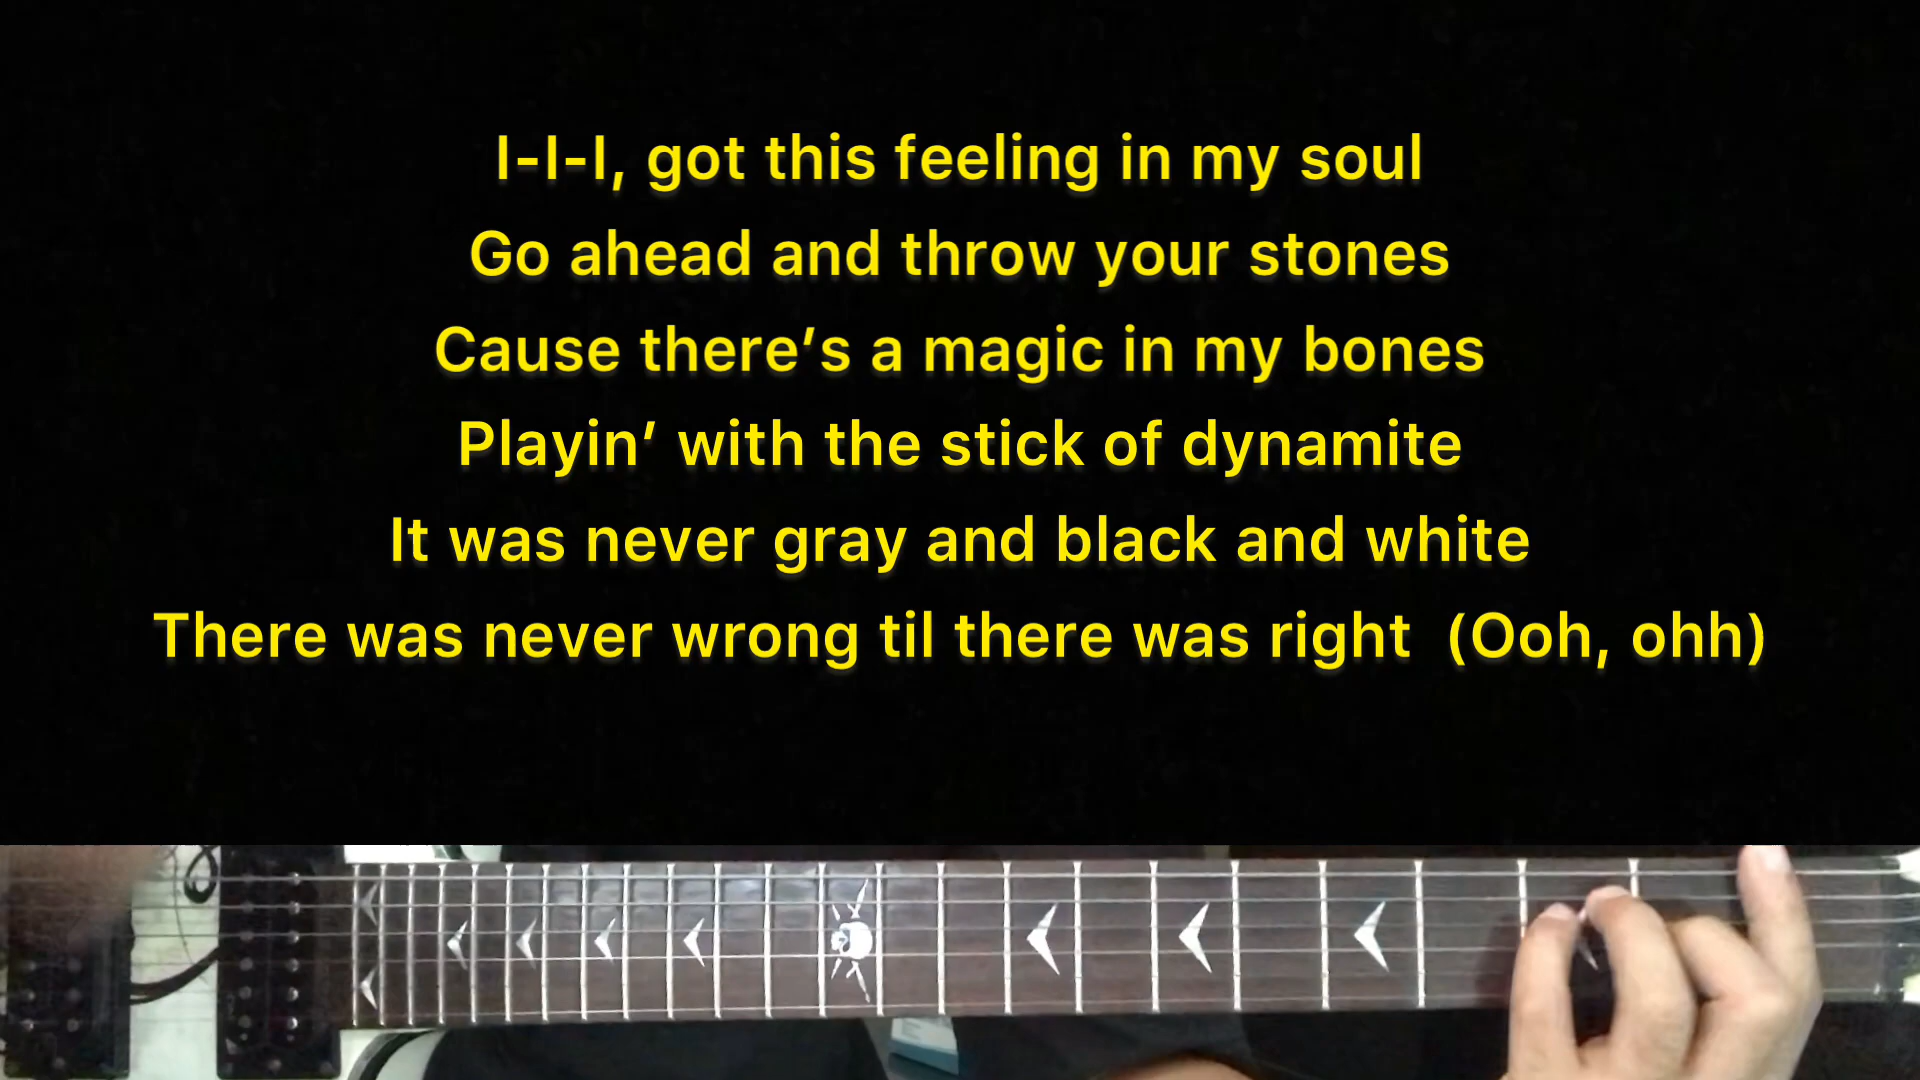 I-I-I, got this feeling in my soul
Go ahead and throw your stones
Cause there’s a magic in my bones
Playin’ with the stick of dynamite
It was never gray and black and white
There was never wrong til there was right  (Ooh, ohh)